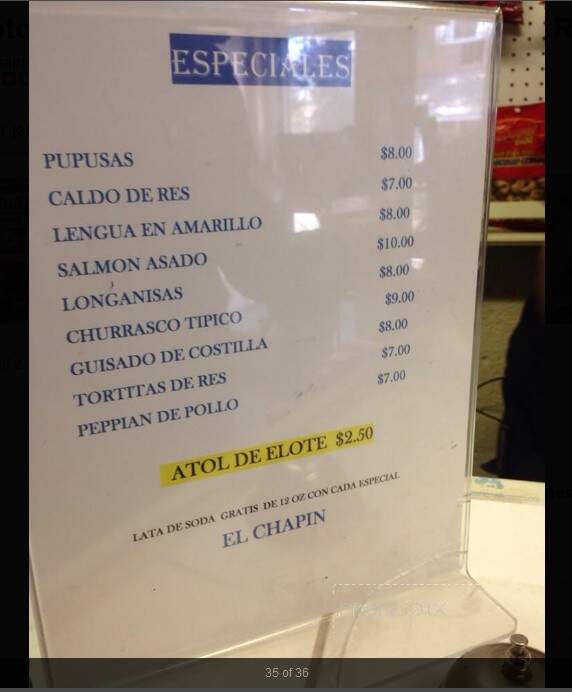 ESPECIALES
PUPUSAS $8.00
CALDO DE RES $7.00
LENGUA EN AMARILLO $8.00
SALMON ASADO $10.00
LONGANISAS $8.00
CHURRASCO TIPICO $9.00
GUISADO DE COSTILLA $8.00
TORTITAS DE RES $7.00
PEPPIAN DE POLLO $7.00
ATOL DE ELOTE $2.50
LATA DE SODA GRATIS DE 12 OZ CON CADA ESPECIAL
EL CHAPIN
35 of 36